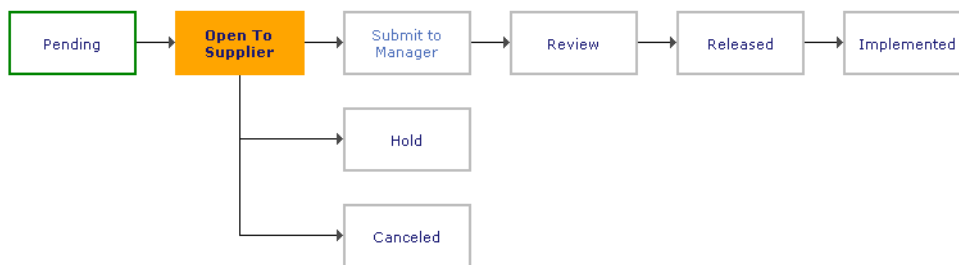 Pending
Open To
Supplier
Submit to
Manager
Review
Released
Implemented
Hold
Canceled